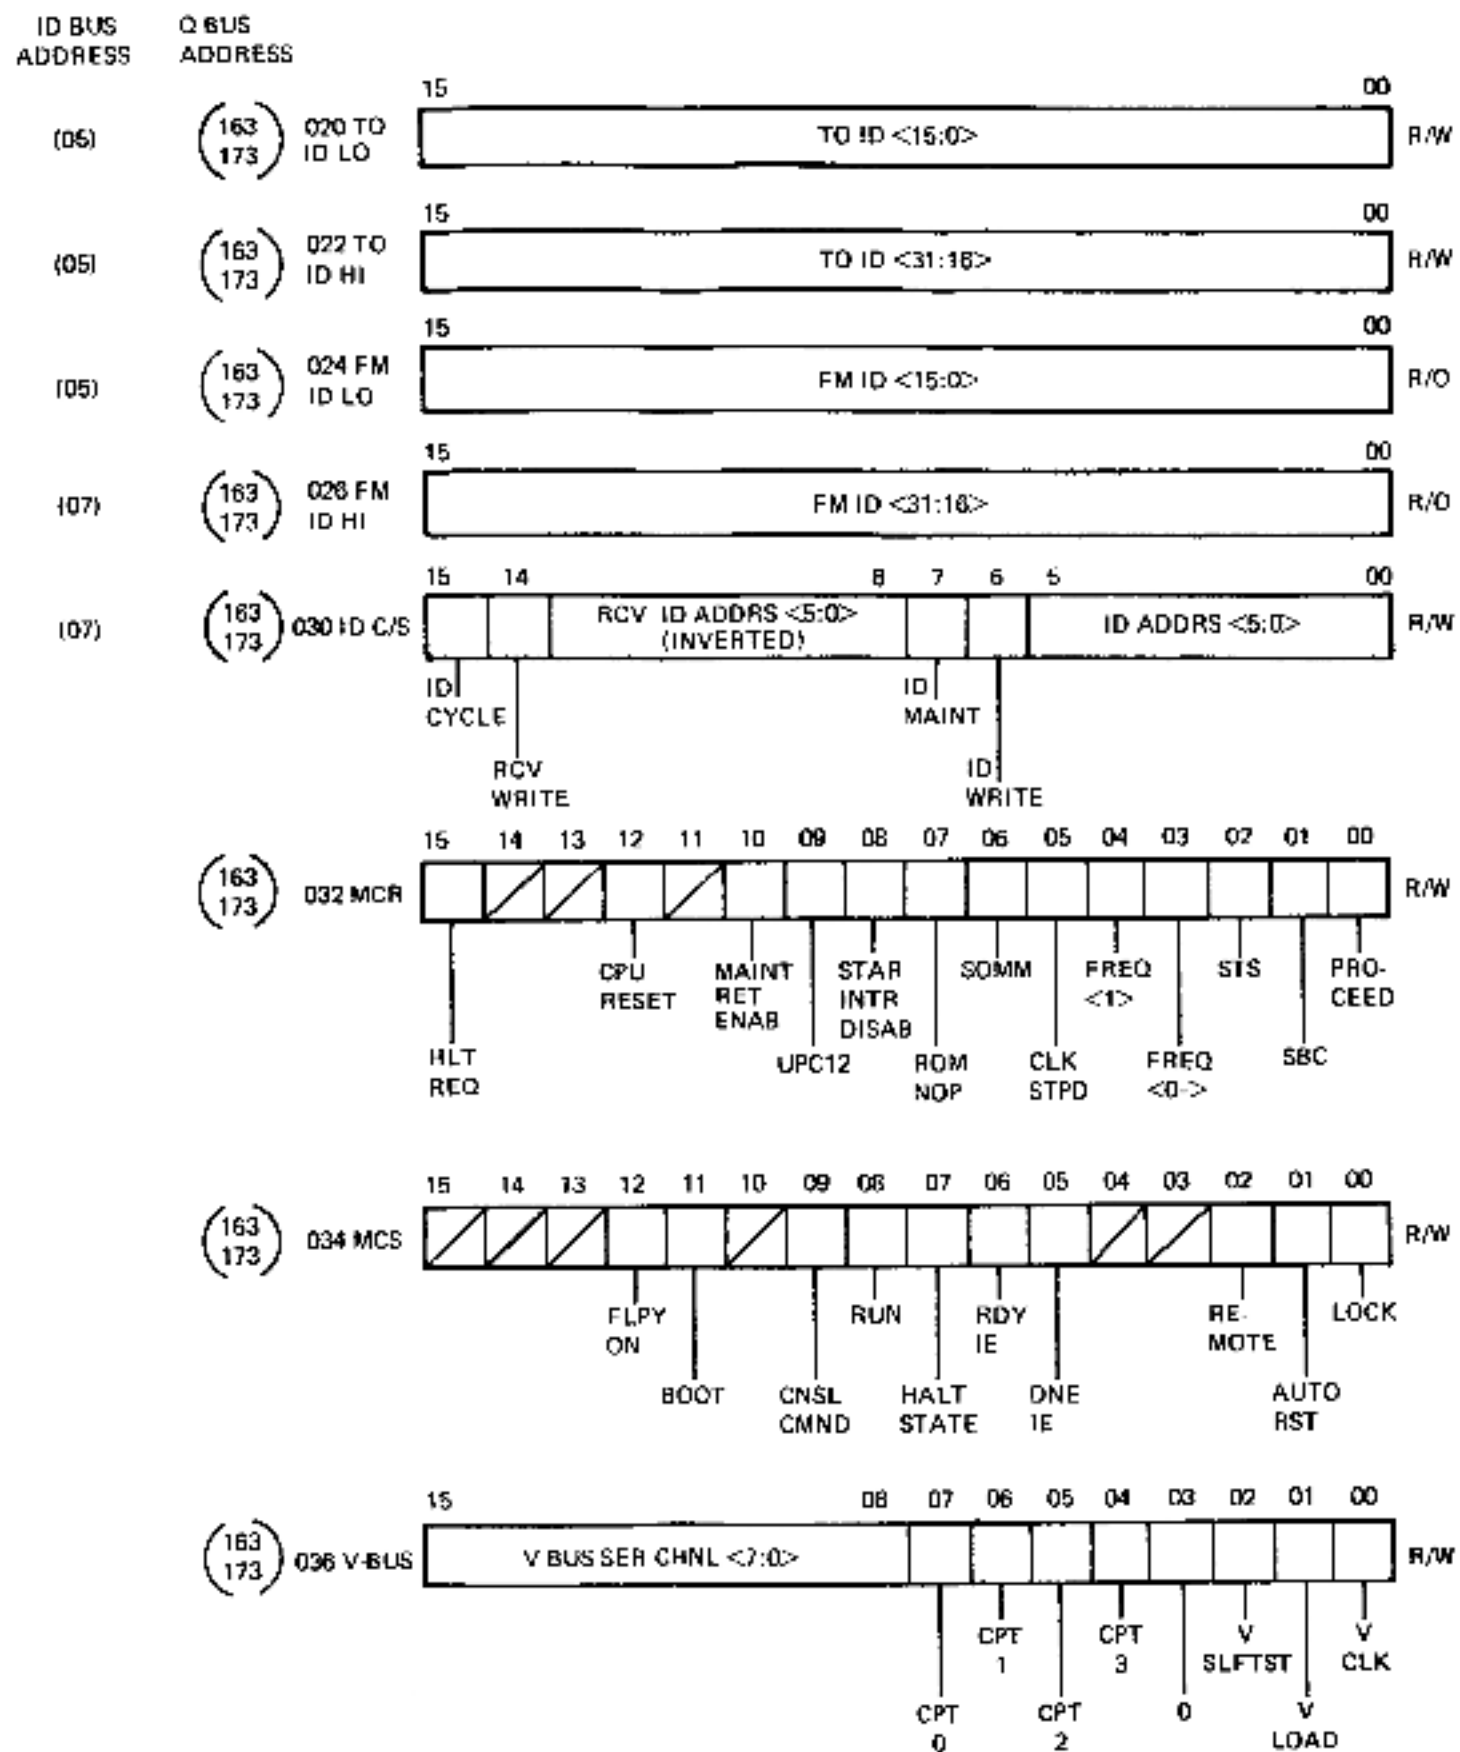 ID BUS
ADDRESS
Q BUS
ADDRESS
15 00
(05) 163 173 020 TO ID LO TO ID <15:0> R/W
15 00
(05) 163 173 022 TO ID HI TO ID <31:16> R/W
15 00
(05) 163 173 024 FM ID LO FM ID <15:0> R/O
15 00
(07) 163 173 026 FM ID HI FM ID <31:16> R/O
15 14 8 7 6 5 00
(07) 163 173 030 ID C/S RCV ID ADDRS <5:0> (INVERTED) ID ADDRS <5:0> R/W
ID CYCLE
ID MAINT
RCV WRITE
ID WRITE
15 14 13 12 11 10 09 08 07 06 05 04 03 02 01 00
163 173 032 MCR R/W
CPU RESET
MAINT RET ENAB
STAR INTR DISAB
SOMM
FREQ <1>
STS
PRO-CEED
HLT REQ
UPC12
ROM NOP
CLK STPD
FREQ <0->
SBC
15 14 13 12 11 10 09 08 07 06 05 04 03 02 01 00
163 173 034 MCS R/W
FLPY ON
RUN
RDY IE
RE-MOTE
LOCK
BOOT
CNSL CMND
HALT STATE
DNE IE
AUTO RST
15 08 07 06 05 04 03 02 01 00
163 173 036 V-BUS V BUS SER CHNL <7:0> R/W
CPT 1
CPT 3
V SLFTST
V CLK
CPT 0
CPT 2
0
V LOAD